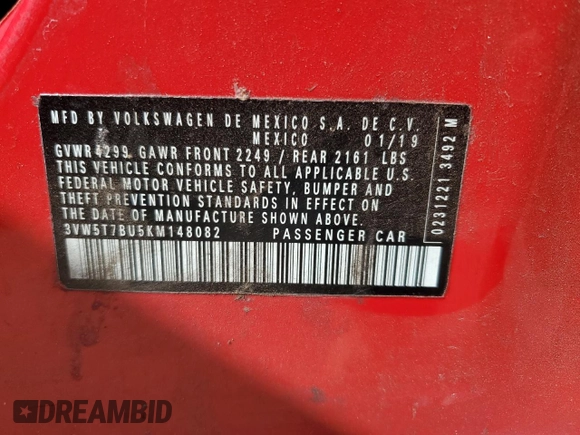 MFD BY VOLKSWAGEN DE MEXICO S.A. DE C.V.
MEXICO 01/19
GVWR 4299 GAWR FRONT 2249 / REAR 2161 LBS
THIS VEHICLE CONFORMS TO ALL APPLICABLE U.S.
FEDERAL MOTOR VEHICLE SAFETY, BUMPER AND
THEFT PREVENTION STANDARDS IN EFFECT ON
THE DATE OF MANUFACTURE SHOWN ABOVE.
3VW5T7BU5KM148082 PASSENGER CAR
0231221 3492 M
DREAMBID